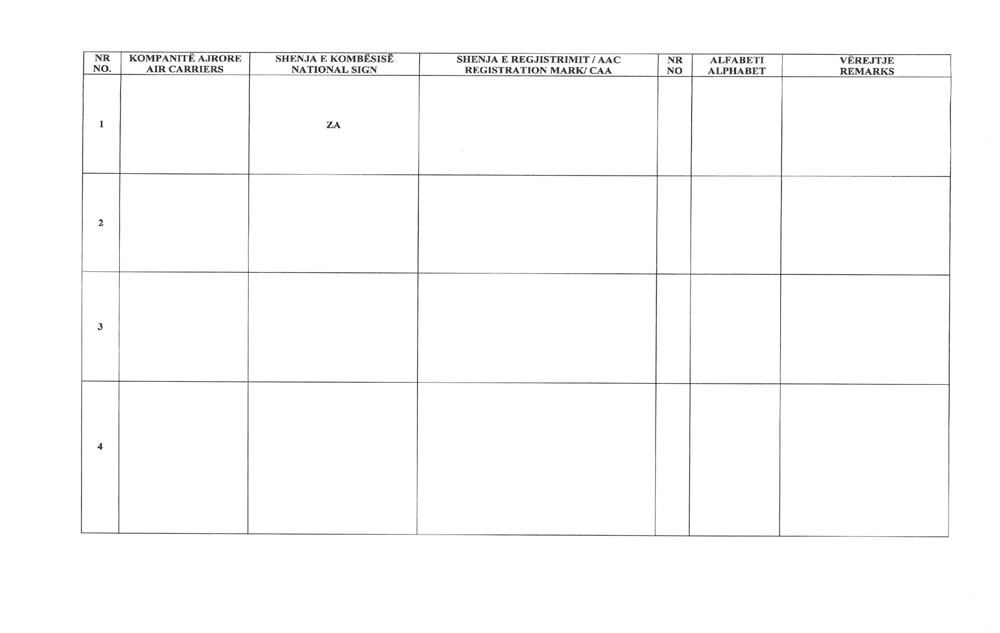 NR NO.
KOMPANITË AJRORE
AIR CARRIERS
SHENJA E KOMBËSISË
NATIONAL SIGN
SHENJA E REGJISTRIMIT / AAC
REGISTRATION MARK/ CAA
NR
NO
ALFABETI
ALPHABET
VËREJTJE
REMARKS
1
ZA
2
3
4